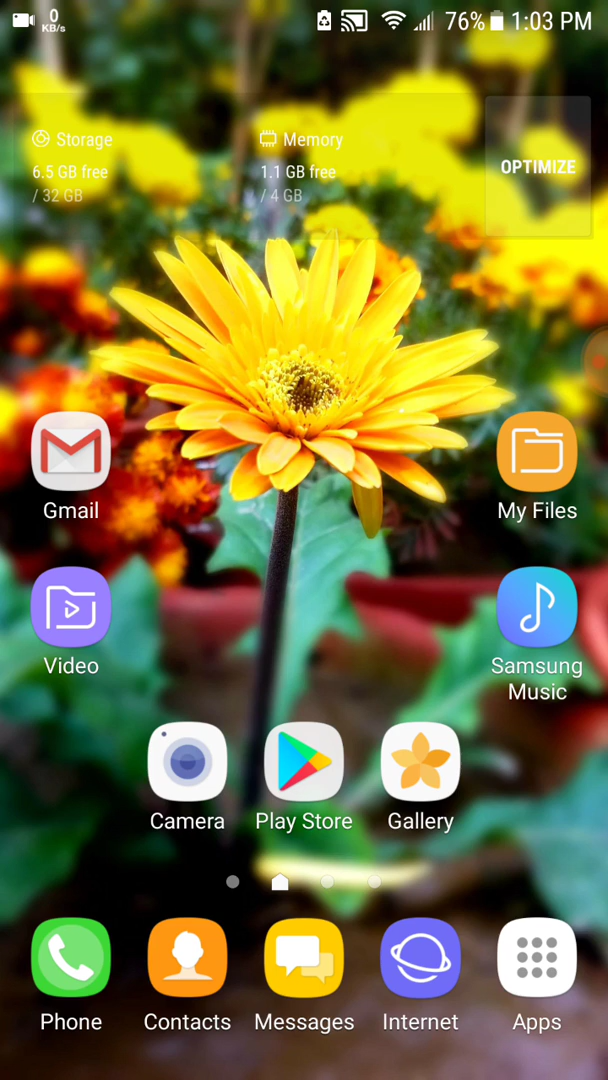 0
KB/s
76% 1:03 PM
Storage
6.5 GB free
/ 32 GB
Memory
1.1 GB free
/ 4 GB
OPTIMIZE
Gmail
My Files
Video
Samsung
Music
Camera
Play Store
Gallery
Phone
Contacts
Messages
Internet
Apps